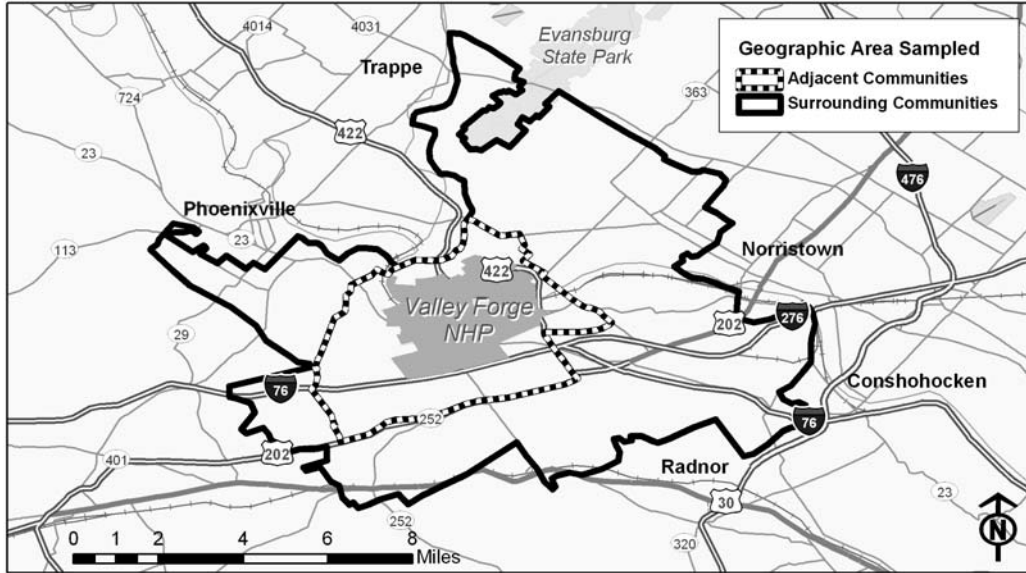 4014
4031
Evansburg
State Park
Geographic Area Sampled
Adjacent Communities
Surrounding Communities
Trappe
724
363
422
23
476
Phoenixville
23
113
Norristown
422
Valley Forge
NHP
202
276
29
76
Conshohocken
252
76
202
401
Radnor
30
23
252
320
0 1 2 4 6 8
Miles
N